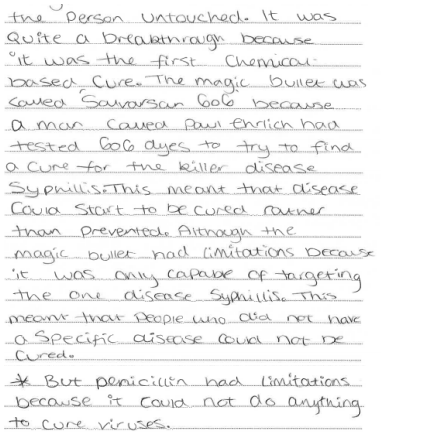 the person untouched. It was
Quite a breakthrough because
it was the first Chemical
based Cure. The magic bullet was
called Salvarsan 606 because
a man Called Paul ehrlich had
tested 606 dyes to try to find
a Cure for the killer disease
Syphillis. This meant that disease
Could Start to be cured rather
than prevented. Although the
magic bullet had limitations because
it was only capable of targeting
the one disease Syphillis. This
meant that People who did not have
a Specific disease could not be
Cured.
* But penicillin had limitations
because it could not do anything
to cure viruses.